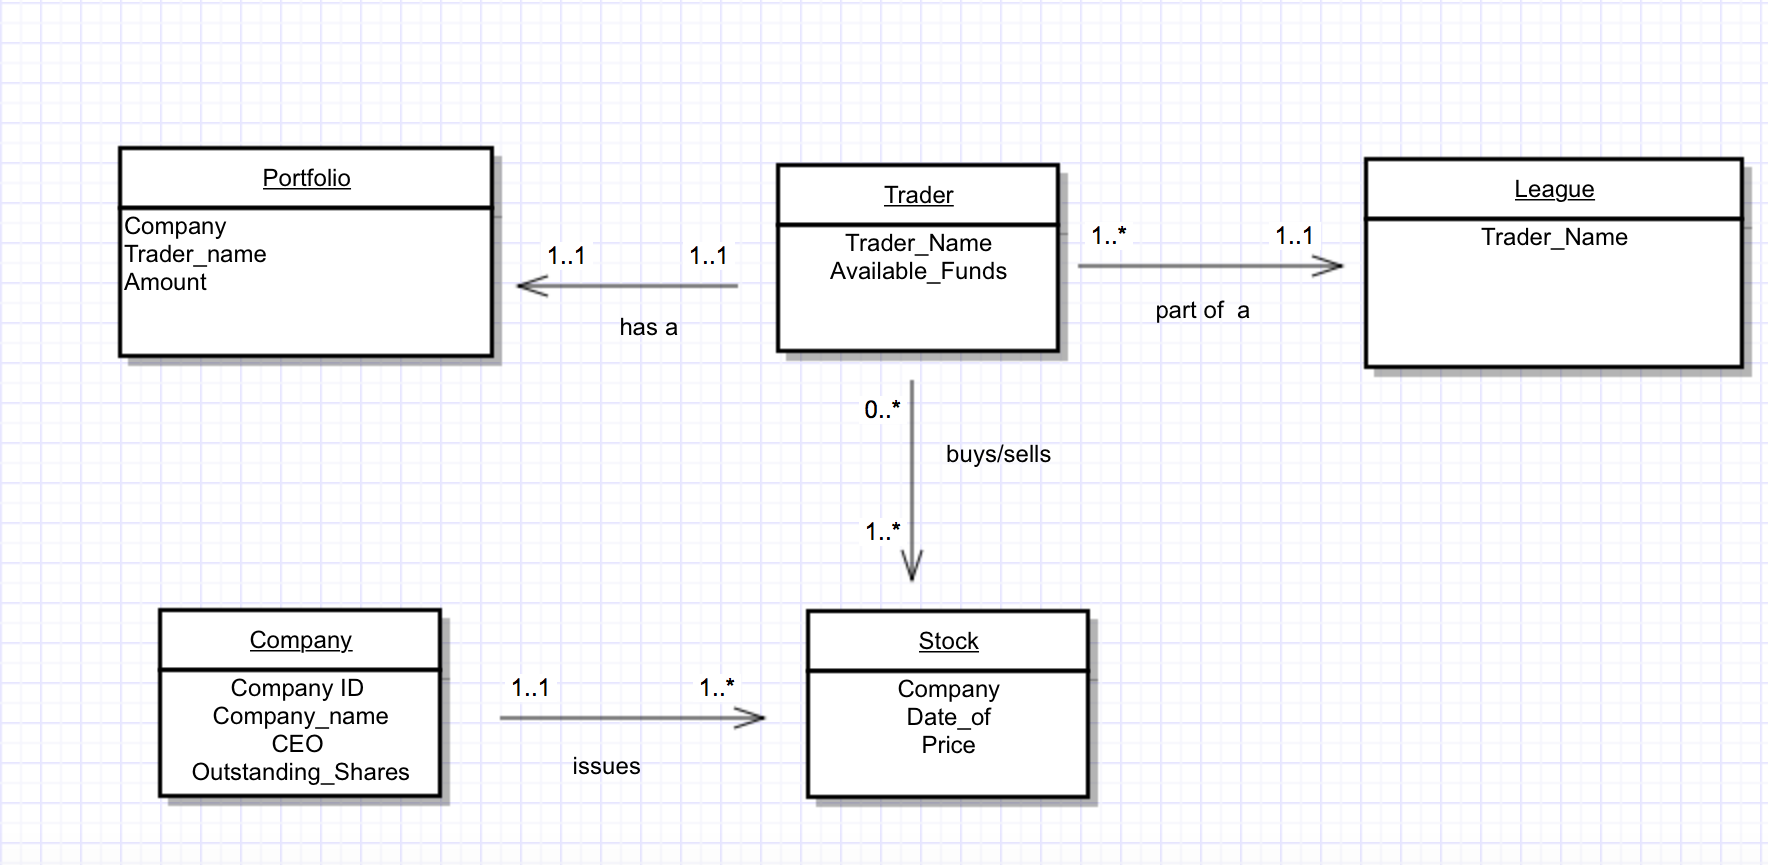 Portfolio
Company
Trader_name
Amount
1..1
1..1
has a
Trader
Trader_Name
Available_Funds
1..*
1..1
part of  a
League
Trader_Name
0..*
buys/sells
1..*
Company
Company ID
Company_name
CEO
Outstanding_Shares
1..1
1..*
issues
Stock
Company
Date_of
Price